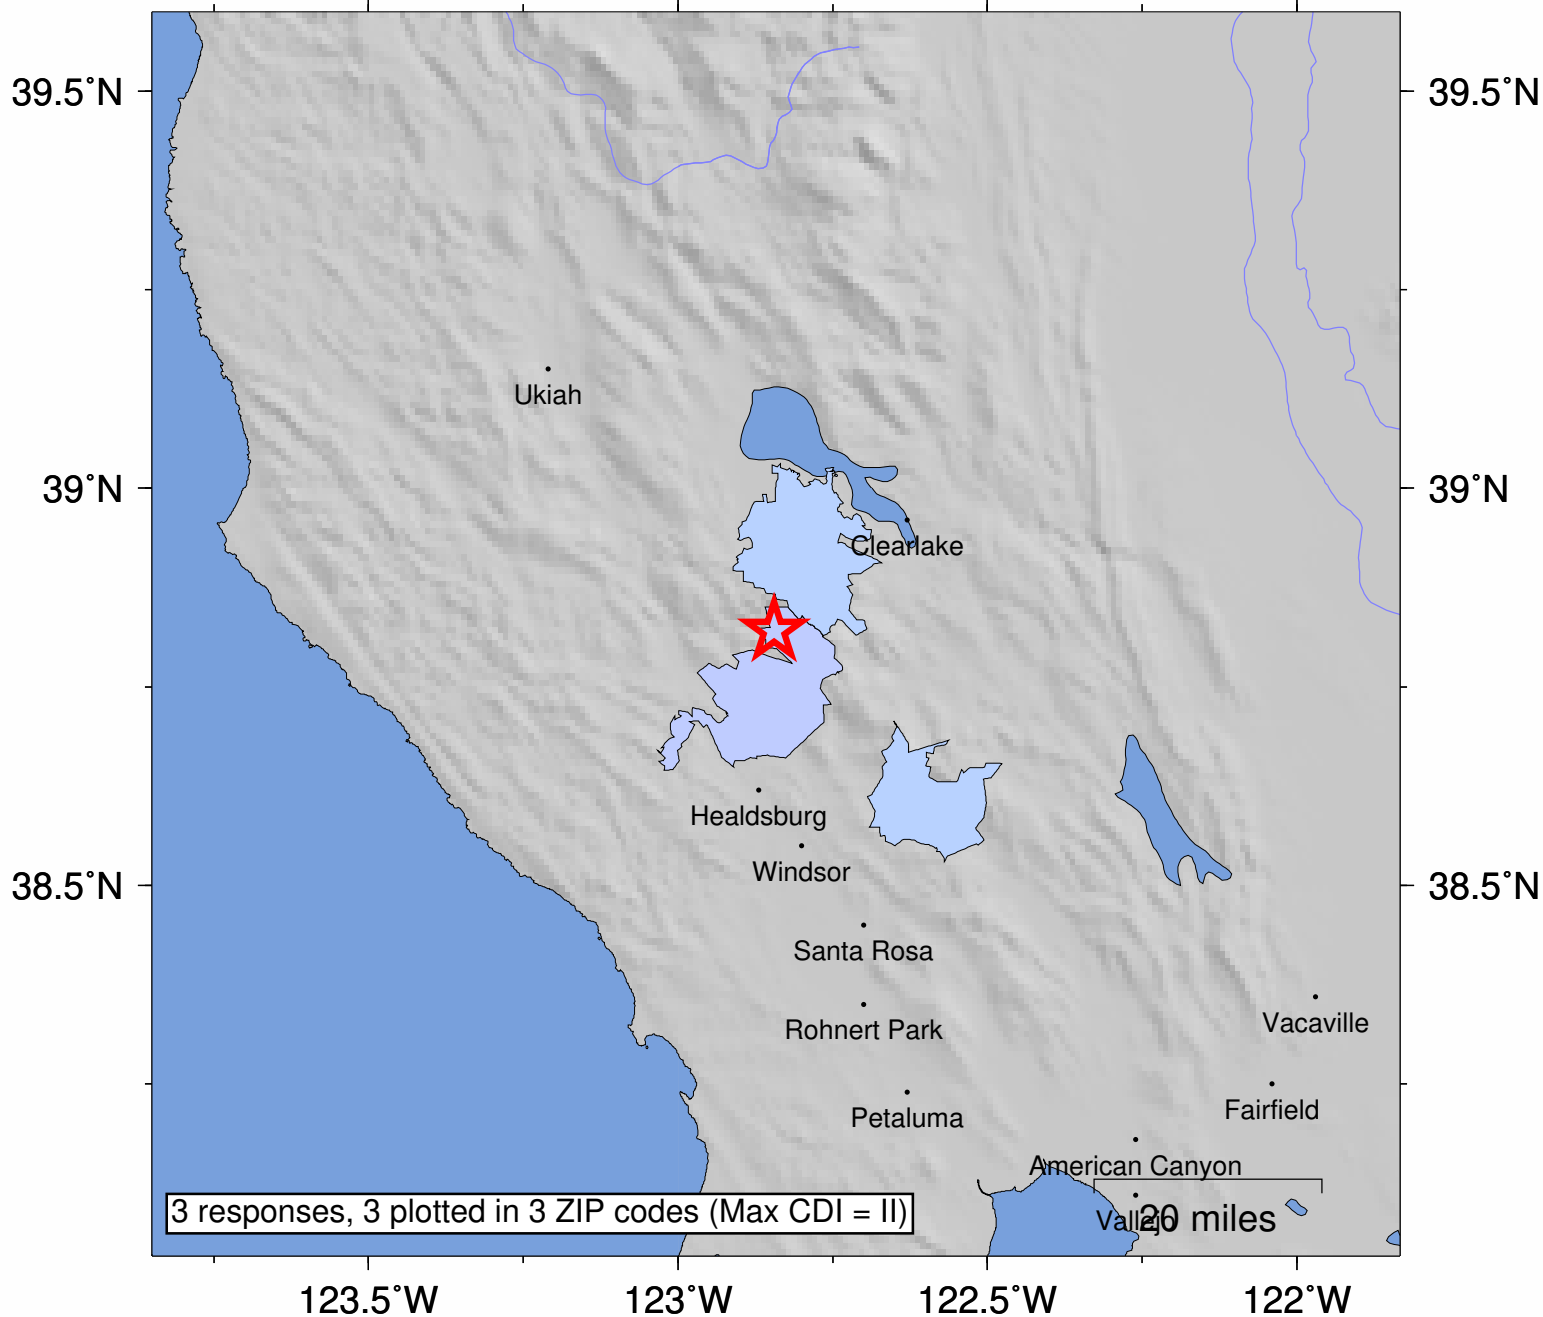 39.5˚N
39.5˚N
Ukiah
39˚N
39˚N
Clearlake
Healdsburg
Windsor
38.5˚N
38.5˚N
Santa Rosa
Vacaville
Rohnert Park
Fairfield
Petaluma
American Canyon
3 responses, 3 plotted in 3 ZIP codes (Max CDI = II)
Vallejo
20 miles
123.5˚W
123˚W
122.5˚W
122˚W